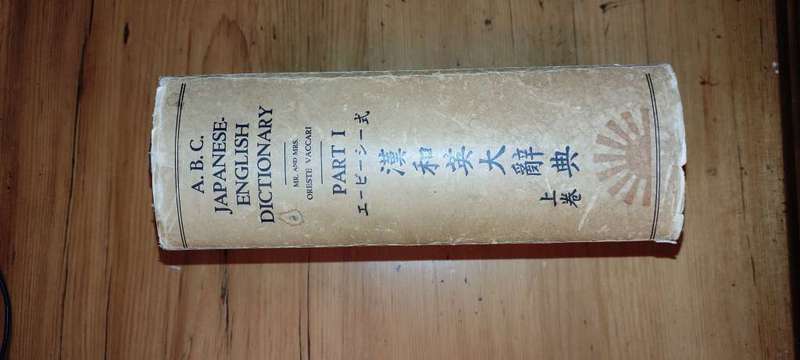 A. B. C.
JAPANESE-
ENGLISH
DICTIONARY
MR. AND MRS.
ORESTE VACCARI
PART I
エービーシー式
漢和英大辭典
上卷